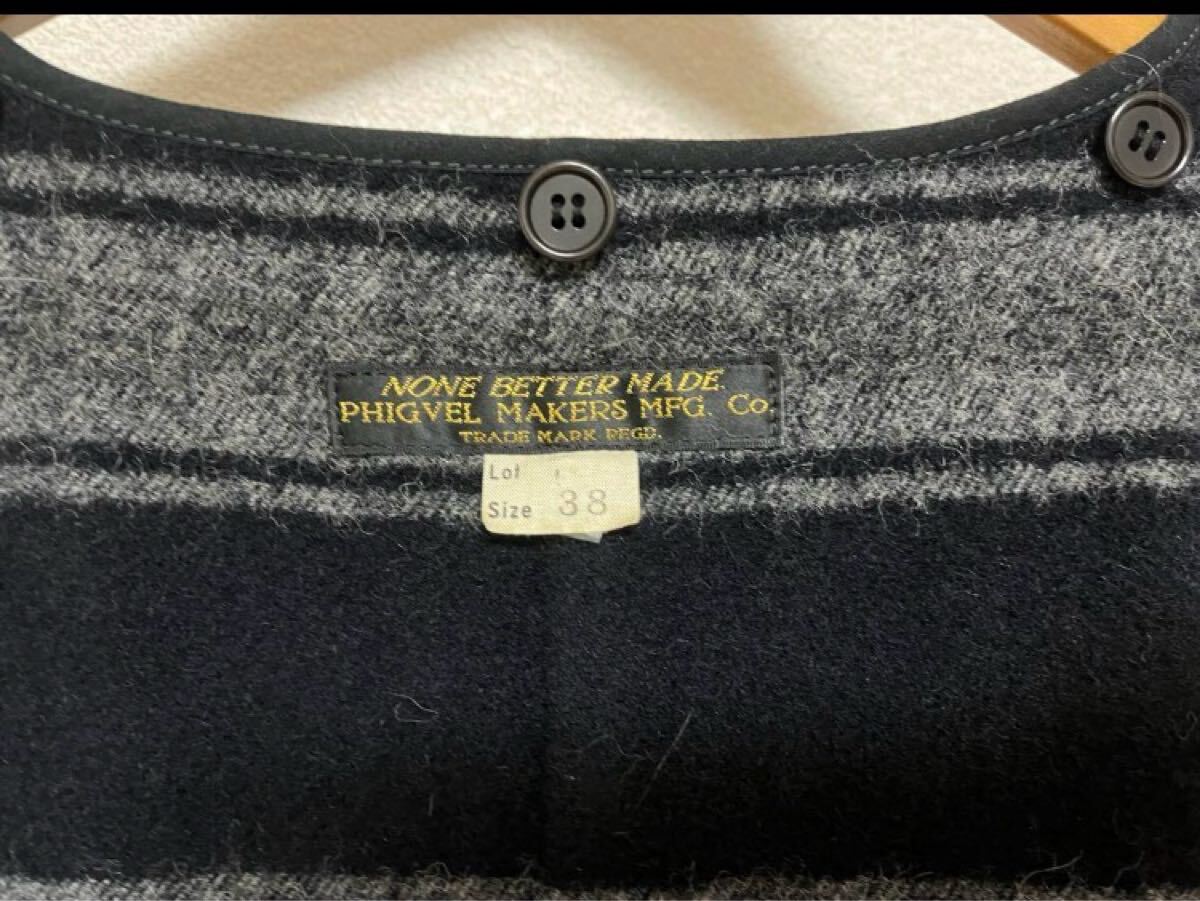 NONE BETTER MADE.
PHIGVEL MAKERS MFG. Co.
TRADE MARK REGD.
Lot
Size 38